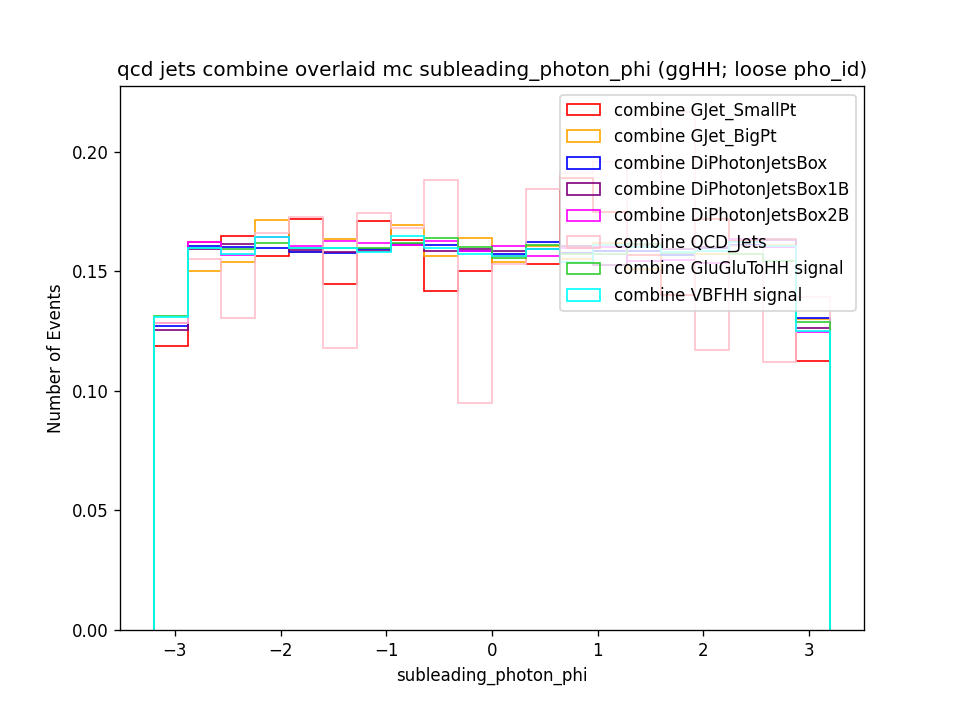 qcd jets combine overlaid mc subleading_photon_phi (ggHH; loose pho_id)
combine GJet_SmallPt
combine GJet_BigPt
combine DiPhotonJetsBox
combine DiPhotonJetsBox1B
combine DiPhotonJetsBox2B
combine QCD_Jets
combine GluGluToHH signal
combine VBFHH signal
Number of Events
0.20
0.15
0.10
0.05
0.00
−3 −2 −1 0 1 2 3
subleading_photon_phi